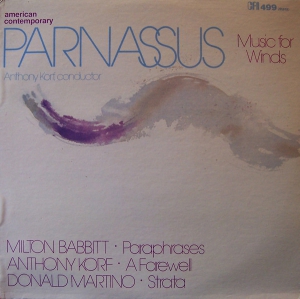 american
contemporary
CRI 499
PARNASSUS
Music for
Winds
Anthony Korf conductor
MILTON BABBITT · Paraphrases
ANTHONY KORF · A Farewell
DONALD MARTINO · Strata